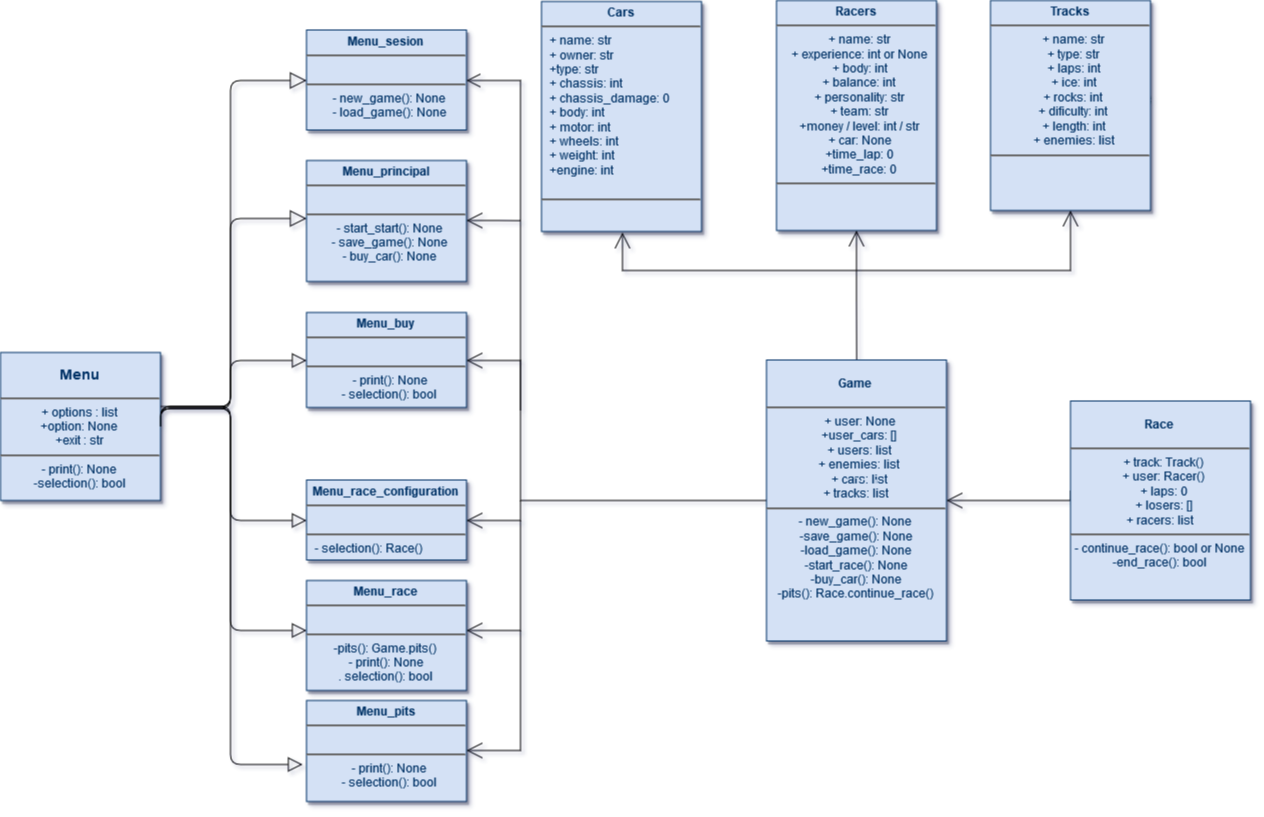 Menu
+ options : list
+option: None
+exit : str
- print(): None
-selection(): bool
Menu_sesion
- new_game(): None
- load_game(): None
Menu_principal
- start_start(): None
- save_game(): None
- buy_car(): None
Menu_buy
- print(): None
- selection(): bool
Menu_race_configuration
- selection(): Race()
Menu_race
-pits(): Game.pits()
- print(): None
. selection(): bool
Menu_pits
- print(): None
- selection(): bool
Cars
+ name: str
+ owner: str
+type: str
+ chassis: int
+ chassis_damage: 0
+ body: int
+ motor: int
+ wheels: int
+ weight: int
+engine: int
Racers
+ name: str
+ experience: int or None
+ body: int
+ balance: int
+ personality: str
+ team: str
+money / level: int / str
+ car: None
+time_lap: 0
+time_race: 0
Tracks
+ name: str
+ type: str
+ laps: int
+ ice: int
+ rocks: int
+ dificulty: int
+ length: int
+ enemies: list
Game
+ user: None
+user_cars: []
+ users: list
+ enemies: list
+ cars: list
+ tracks: list
- new_game(): None
-save_game(): None
-load_game(): None
-start_race(): None
-buy_car(): None
-pits(): Race.continue_race()
Race
+ track: Track()
+ user: Racer()
+ laps: 0
+ losers: []
+ racers: list
- continue_race(): bool or None
-end_race(): bool